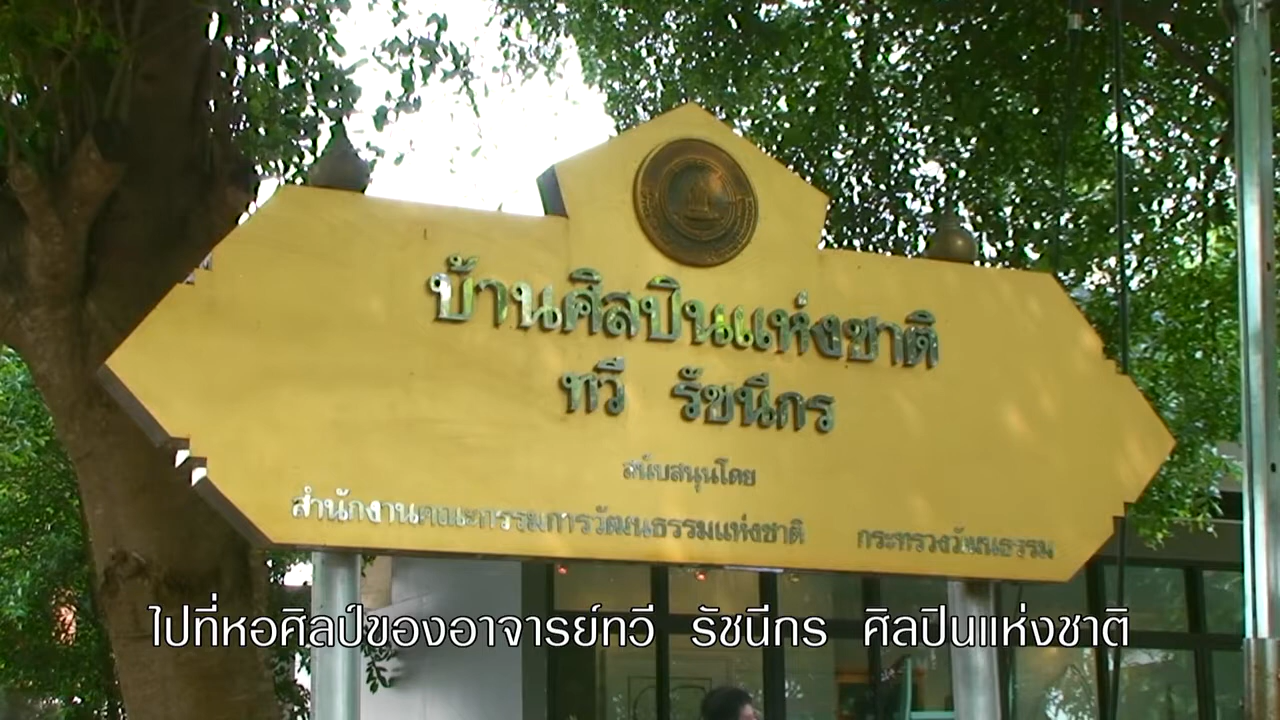 บ้านศิลปินแห่งชาติ
ทวี รัชนีกร
สนับสนุนโดย
สำนักงานคณะกรรมการวัฒนธรรมแห่งชาติ กระทรวงวัฒนธรรม
ไปที่หอศิลป์ของอาจารย์ทวี รัชนีกร ศิลปินแห่งชาติ